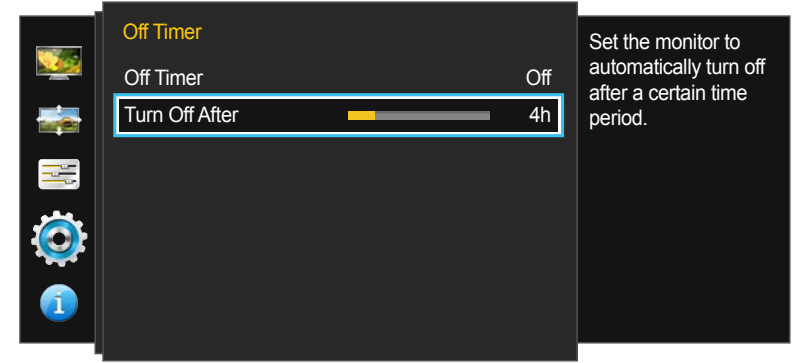 Off Timer
Off Timer Off
Turn Off After 4h
Set the monitor to
automatically turn off
after a certain time
period.
i